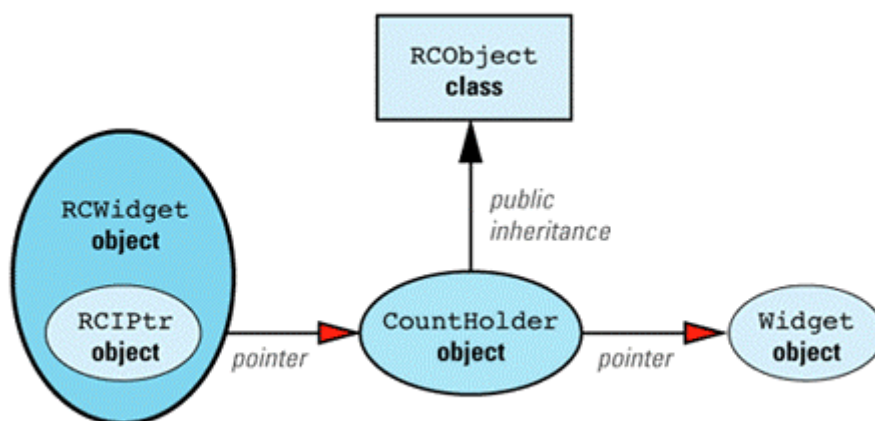 RCObject
class
public
inheritance
RCWidget
object
RCIPtr
object
pointer
CountHolder
object
pointer
Widget
object